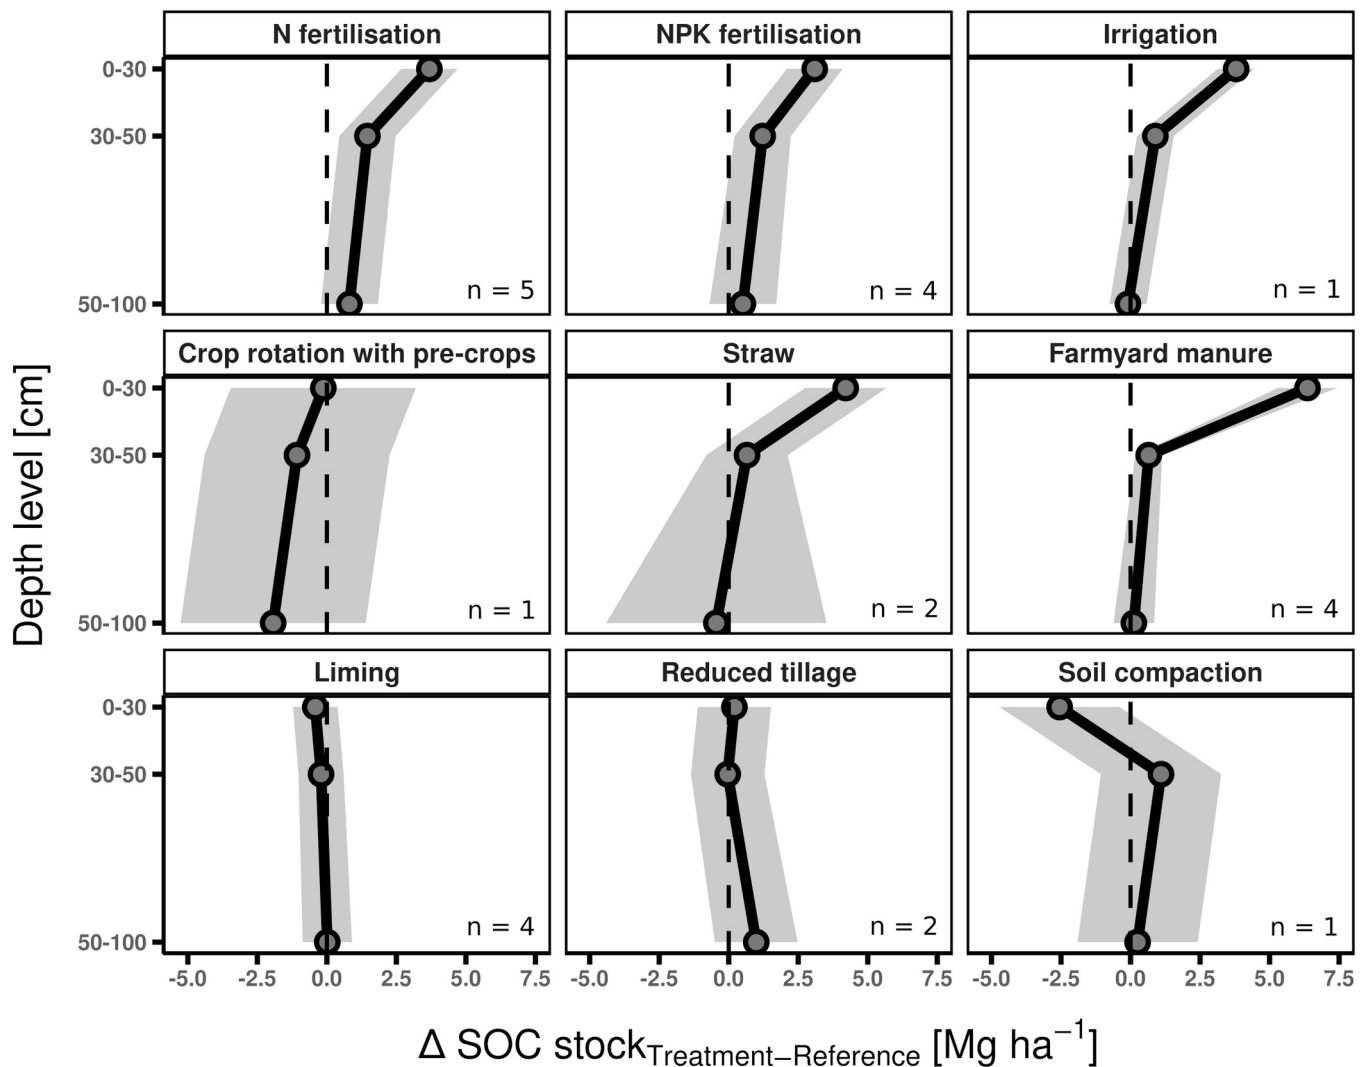 N fertilisation
NPK fertilisation
Irrigation
0-30
30-50
50-100
n = 5
n = 4
n = 1
Crop rotation with pre-crops
Straw
Farmyard manure
0-30
30-50
50-100
n = 1
n = 2
n = 4
Liming
Reduced tillage
Soil compaction
0-30
30-50
50-100
n = 4
n = 2
n = 1
-5.0 -2.5 0.0 2.5 5.0 7.5
-5.0 -2.5 0.0 2.5 5.0 7.5
-5.0 -2.5 0.0 2.5 5.0 7.5
Depth level [cm]
Δ SOC stock Treatment−Reference [Mg ha⁻¹]